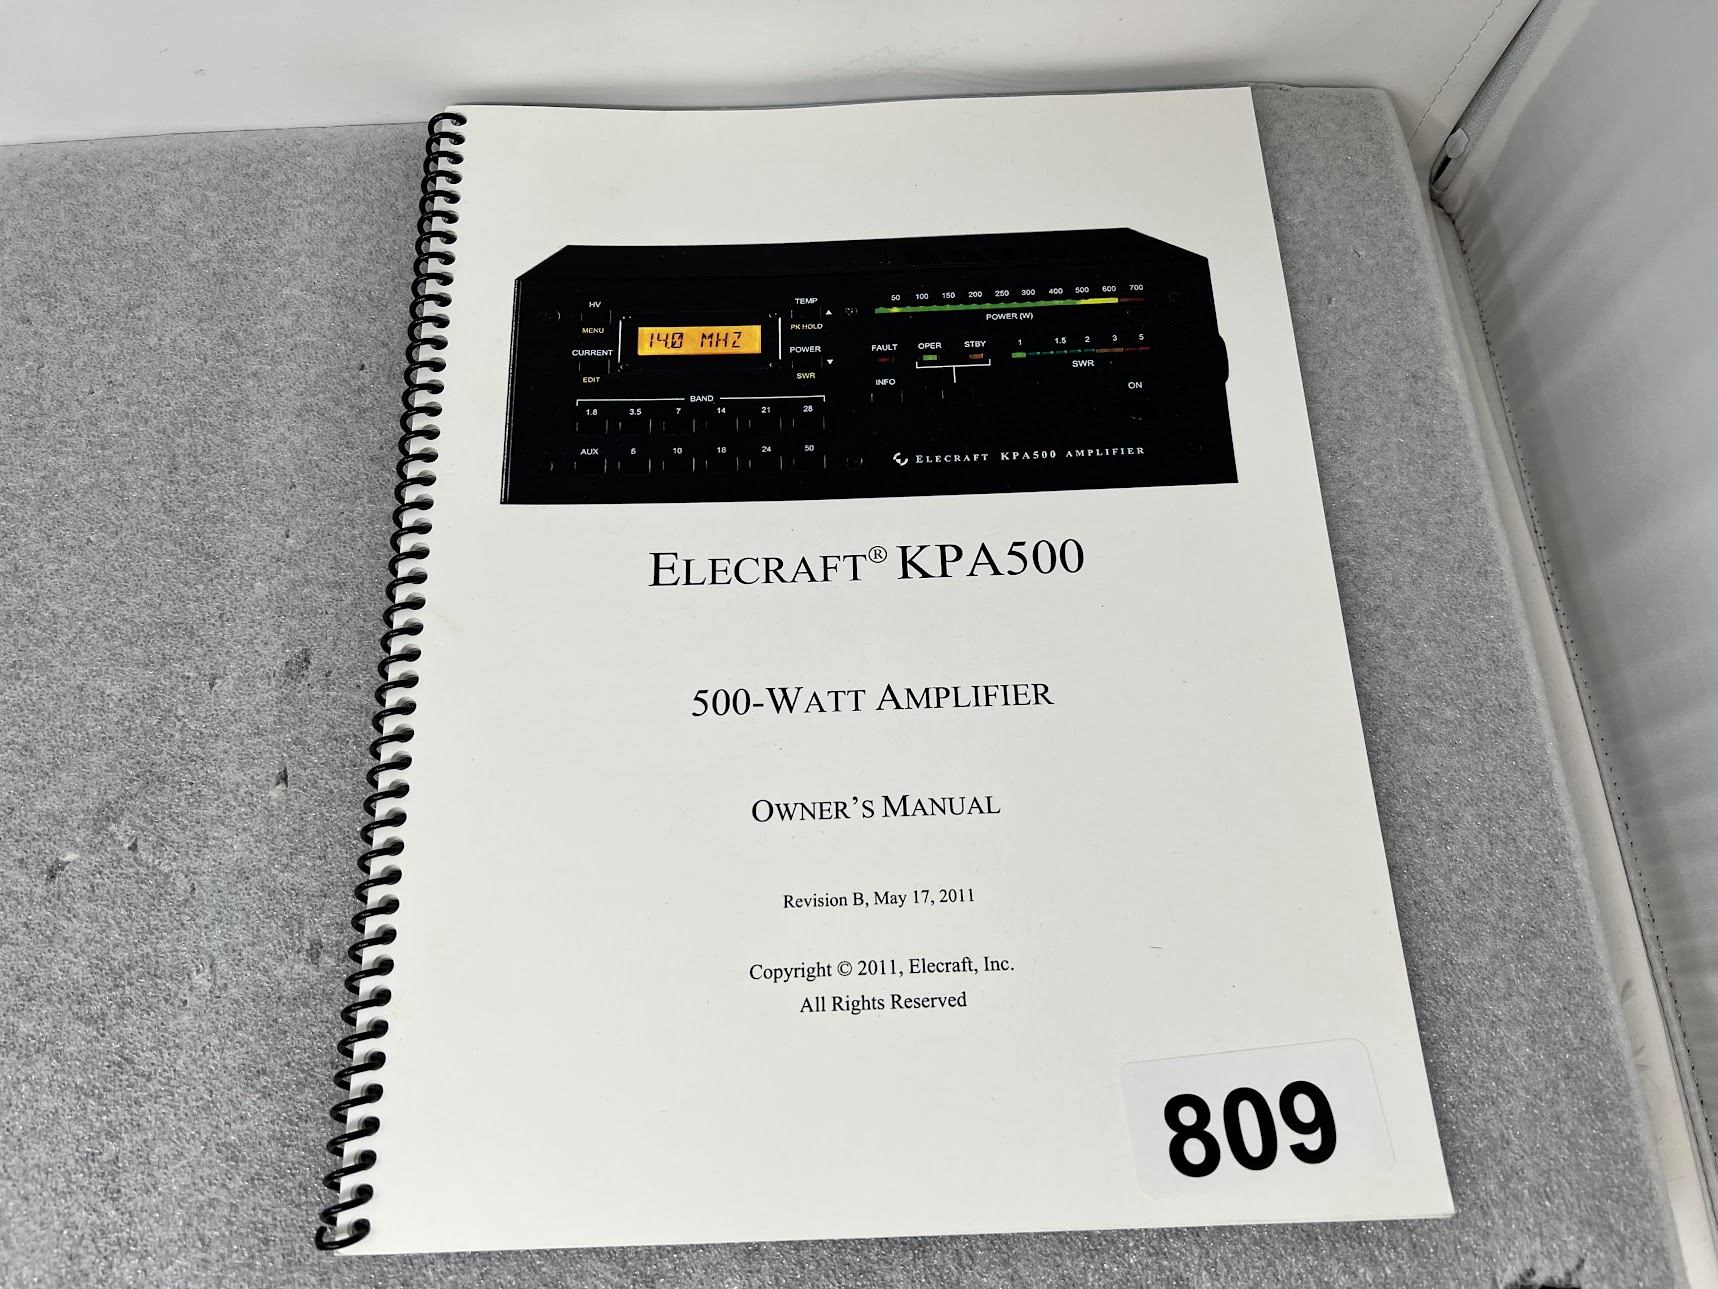 HV
MENU
CURRENT
EDIT
140 MHZ
TEMP
PK HOLD
POWER
SWR
BAND
1.8 3.5 7 14 21 28
AUX 5 10 18 24 50
50 100 150 200 250 300 400 500 600 700
POWER (W)
FAULT OPER STBY
1 1.5 2 3 5
SWR
INFO
ON
ELECRAFT KPA500 AMPLIFIER
ELECRAFT® KPA500
500-WATT AMPLIFIER
OWNER'S MANUAL
Revision B, May 17, 2011
Copyright © 2011, Elecraft, Inc.
All Rights Reserved
809